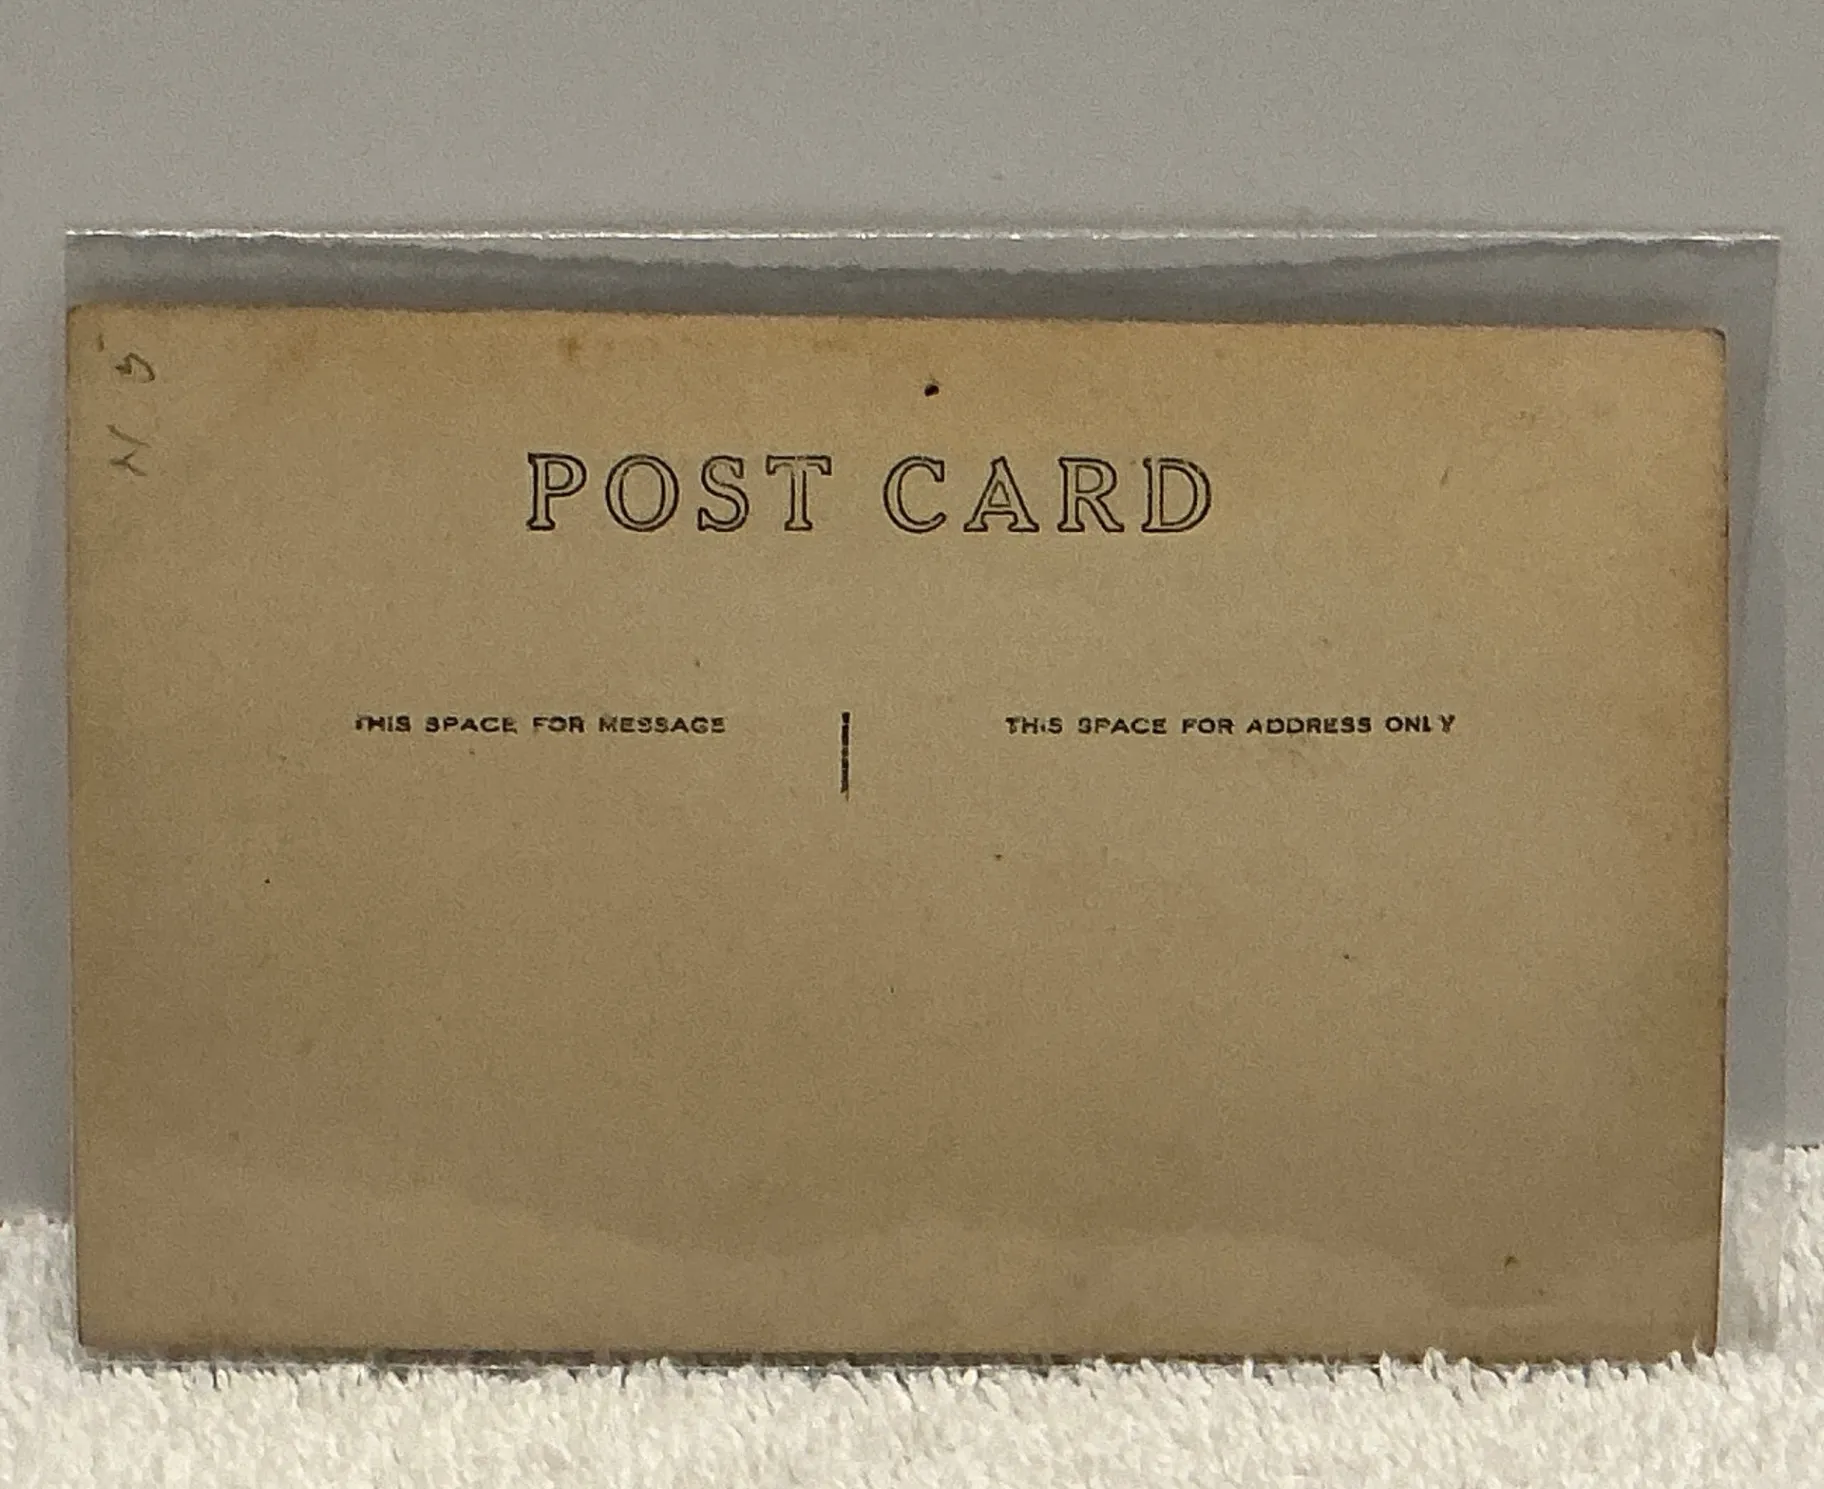 POST CARD
THIS SPACE FOR MESSAGE
THIS SPACE FOR ADDRESS ONLY